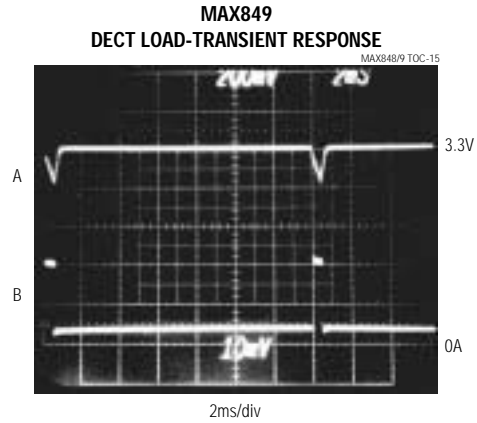 MAX849
DECT LOAD-TRANSIENT RESPONSE
MAX848/9 TOC-15
200mV 2mS
A
3.3V
B
10mV
0A
2ms/div